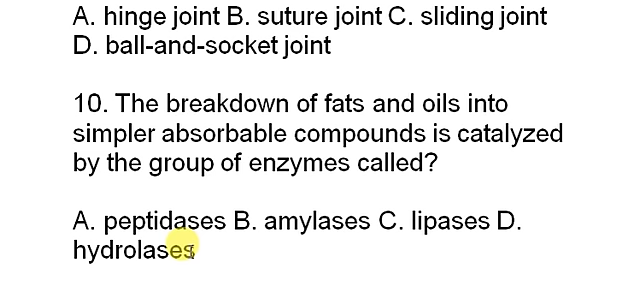 A. hinge joint B. suture joint C. sliding joint
D. ball-and-socket joint
10. The breakdown of fats and oils into
simpler absorbable compounds is catalyzed
by the group of enzymes called?
A. peptidases B. amylases C. lipases D.
hydrolases